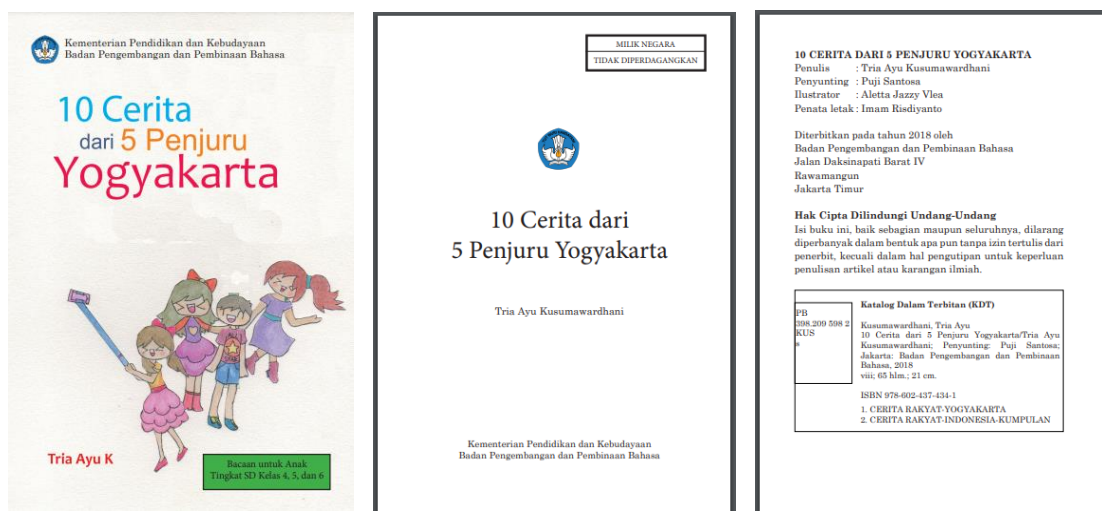 Kementerian Pendidikan dan Kebudayaan
Badan Pengembangan dan Pembinaan Bahasa
10 Cerita
dari 5 Penjuru
Yogyakarta
Tria Ayu K
Bacaan untuk Anak
Tingkat SD Kelas 4, 5, dan 6
MILIK NEGARA
TIDAK DIPERDAGANGKAN
10 Cerita dari
5 Penjuru Yogyakarta
Tria Ayu Kusumawardhani
Kementerian Pendidikan dan Kebudayaan
Badan Pengembangan dan Pembinaan Bahasa
10 CERITA DARI 5 PENJURU YOGYAKARTA
Penulis : Tria Ayu Kusumawardhani
Penyunting : Puji Santosa
Ilustrator : Aletta Jazzy Vlea
Penata letak : Imam Risdiyanto
Diterbitkan pada tahun 2018 oleh
Badan Pengembangan dan Pembinaan Bahasa
Jalan Daksinapati Barat IV
Rawamangun
Jakarta Timur
Hak Cipta Dilindungi Undang-Undang
Isi buku ini, baik sebagian maupun seluruhnya, dilarang
diperbanyak dalam bentuk apa pun tanpa izin tertulis dari
penerbit, kecuali dalam hal pengutipan untuk keperluan
penulisan artikel atau karangan ilmiah.
PB
398.209 598 2
KUS
s
Katalog Dalam Terbitan (KDT)
Kusumawardhani, Tria Ayu
10 Cerita dari 5 Penjuru Yogyakarta/Tria Ayu
Kusumawardhani; Penyunting: Puji Santosa;
Jakarta: Badan Pengembangan dan Pembinaan
Bahasa, 2018
viii; 65 hlm.; 21 cm.
ISBN 978-602-437-434-1
1. CERITA RAKYAT-YOGYAKARTA
2. CERITA RAKYAT-INDONESIA-KUMPULAN